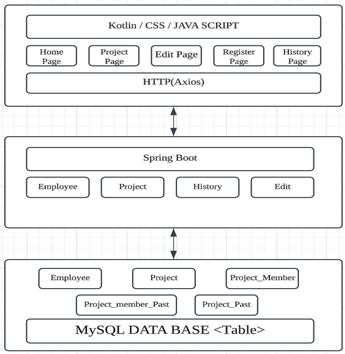 Kotlin / CSS / JAVA SCRIPT
Home
Page
Project
Page
Edit Page
Register
Page
History
Page
HTTP(Axios)
Spring Boot
Employee
Project
History
Edit
Employee
Project
Project_Member
Project_member_Past
Project_Past
MySQL DATA BASE <Table>